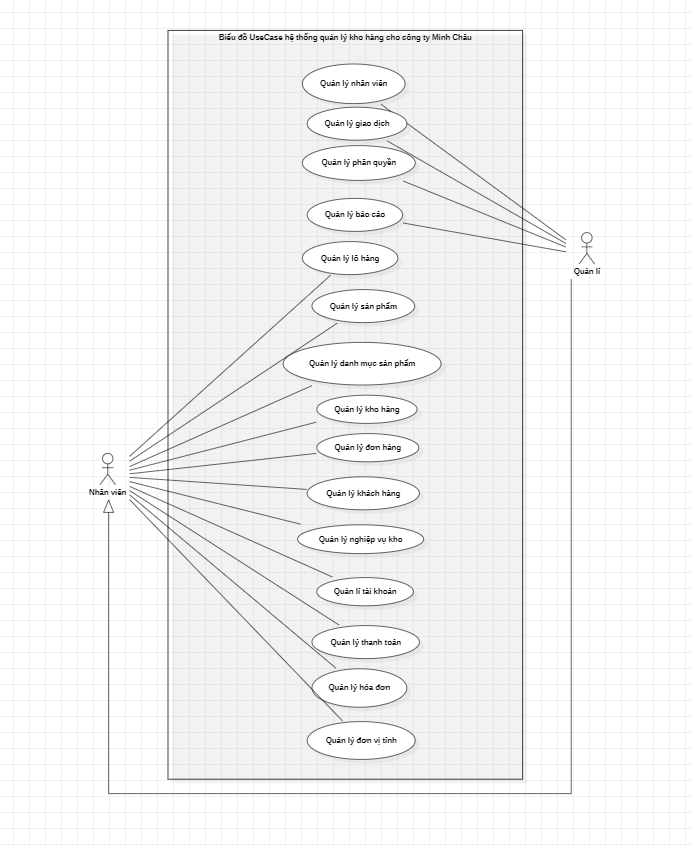 Biểu đồ UseCase hệ thống quản lý kho hàng cho công ty Minh Châu
Quản lý nhân viên
Quản lý giao dịch
Quản lý phân quyền
Quản lý báo cáo
Quản lý lô hàng
Quản lí
Quản lý sản phẩm
Quản lý danh mục sản phẩm
Quản lý kho hàng
Quản lý đơn hàng
Nhân viên
Quản lý khách hàng
Quản lý nghiệp vụ kho
Quản lí tài khoản
Quản lý thanh toán
Quản lý hóa đơn
Quản lý đơn vị tính